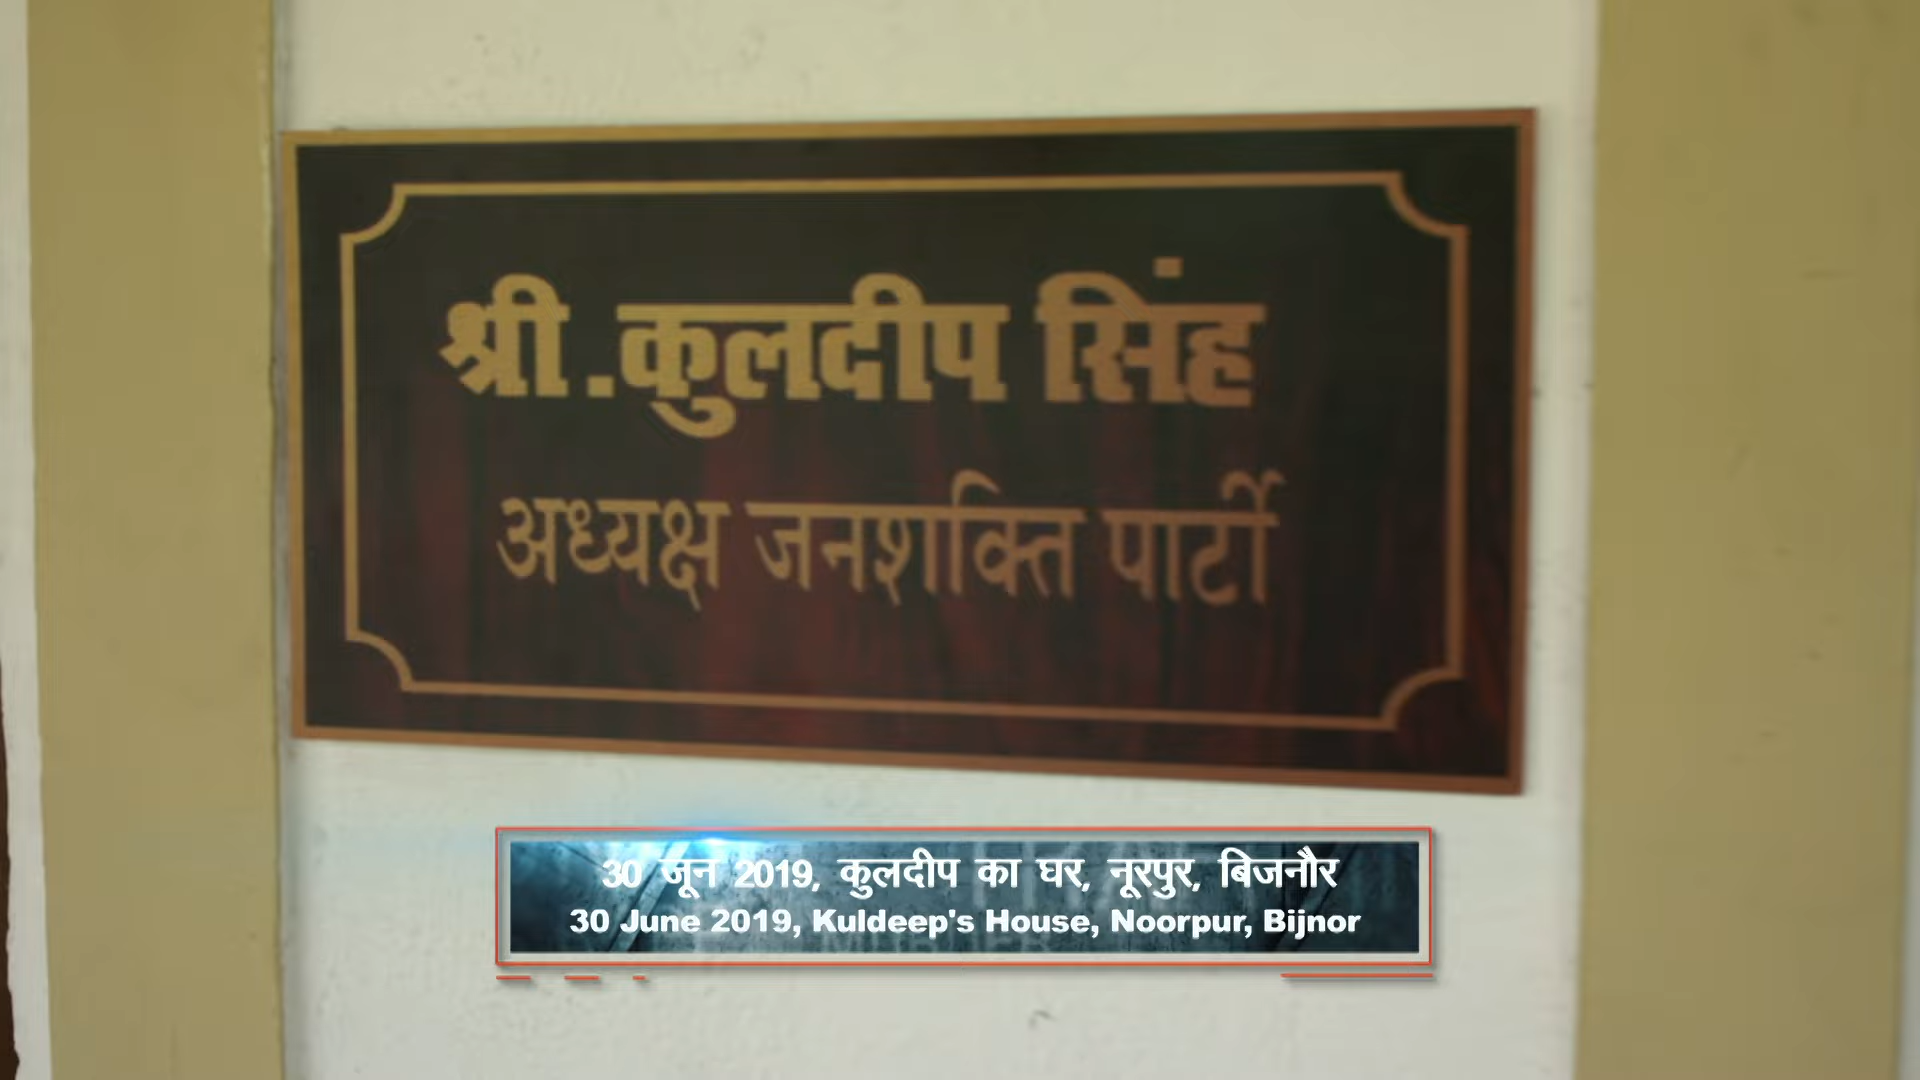 श्री.कुलदीप सिंह
अध्यक्ष जनशक्ति पार्टी
30 जून 2019, कुलदीप का घर, नूरपुर, बिजनौर
30 June 2019, Kuldeep's House, Noorpur, Bijnor